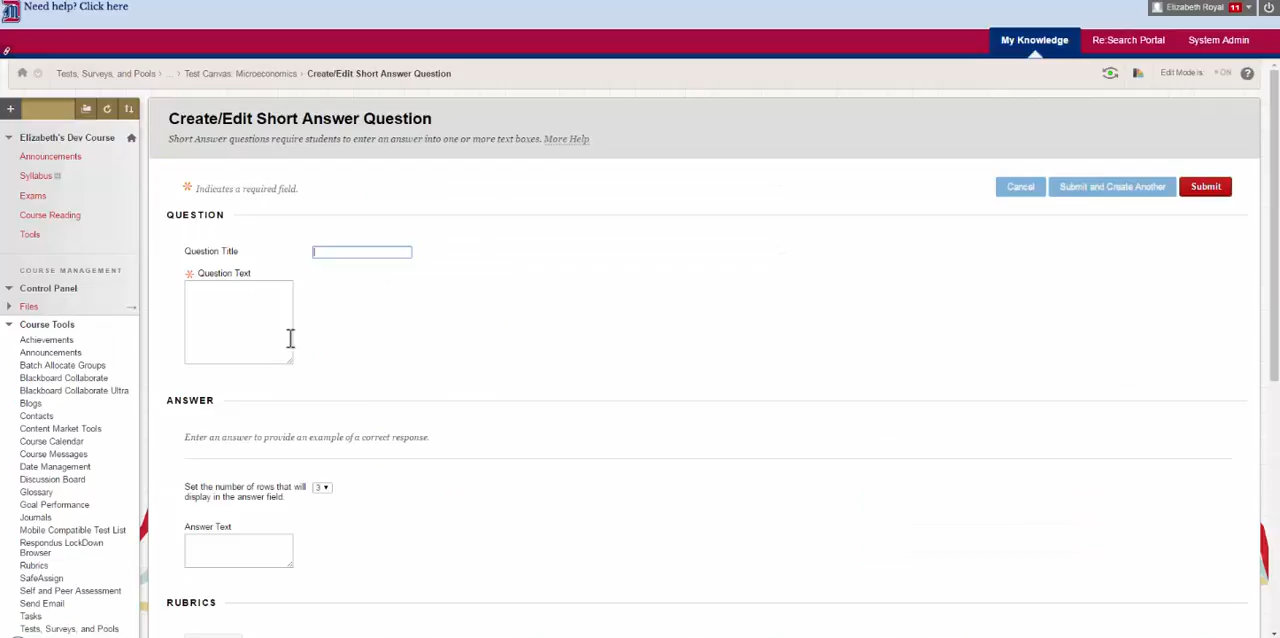 Need help? Click here
Elizabeth Royal 11
My Knowledge Re:Search Portal System Admin
Tests, Surveys, and Pools › ... › Test Canvas: Microeconomics › Create/Edit Short Answer Question
Edit Mode is: ON ?
Create/Edit Short Answer Question
Short Answer questions require students to enter an answer into one or more text boxes. More Help
* Indicates a required field.
Cancel Submit and Create Another Submit
QUESTION
Question Title
* Question Text
ANSWER
Enter an answer to provide an example of a correct response.
Set the number of rows that will
display in the answer field.
3
Answer Text
RUBRICS
Elizabeth's Dev Course
Announcements
Syllabus
Exams
Course Reading
Tools
COURSE MANAGEMENT
Control Panel
Files
Course Tools
Achievements
Announcements
Batch Allocate Groups
Blackboard Collaborate
Blackboard Collaborate Ultra
Blogs
Contacts
Content Market Tools
Course Calendar
Course Messages
Date Management
Discussion Board
Glossary
Goal Performance
Journals
Mobile Compatible Test List
Respondus LockDown
Browser
Rubrics
SafeAssign
Self and Peer Assessment
Send Email
Tasks
Tests, Surveys, and Pools